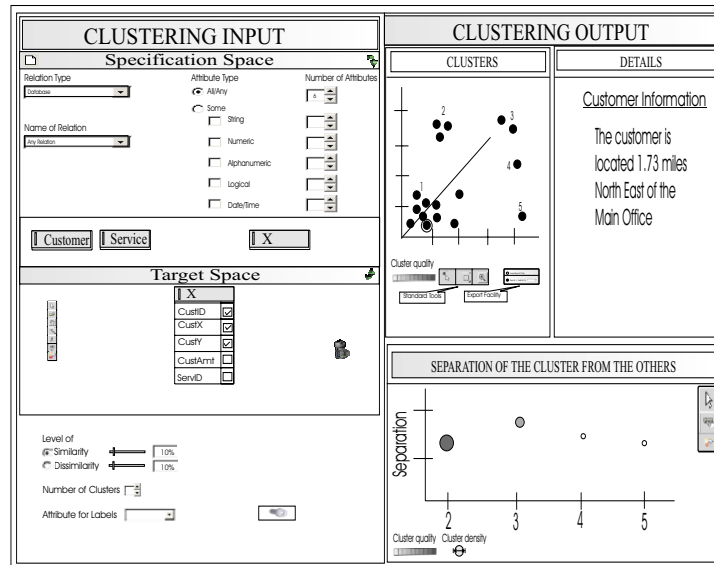 CLUSTERING INPUT
Specification Space
Relation Type
Database
Name of Relation
Any Relation
Attribute Type
All/Any
Some
String
Numeric
Alphanumeric
Logical
Date/Time
Number of Attributes
6
Customer
Service
X
Target Space
X
CustID
CustX
CustY
CustAmt
ServID
Level of
Similarity 10%
Dissimilarity 10%
Number of Clusters
Attribute for Labels
CLUSTERING OUTPUT
CLUSTERS
1
2
3
4
5
Cluster quality
Standard Tools
Export Facility
DETAILS
Customer Information
The customer is
located 1.73 miles
North East of the
Main Office
SEPARATION OF THE CLUSTER FROM THE OTHERS
Separation
2 3 4 5
Cluster quality Cluster density